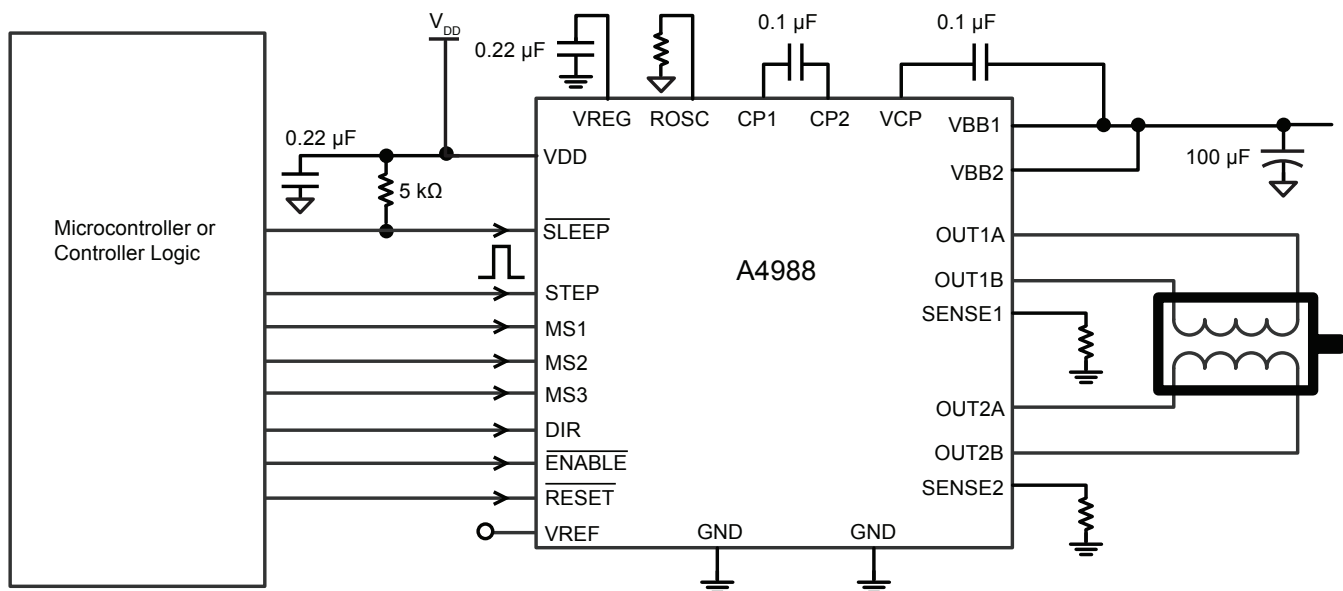 V_DD
0.22 µF
0.1 µF
0.1 µF
VREG
ROSC
CP1
CP2
VCP
VBB1
0.22 µF
VDD
VBB2
100 µF
5 kΩ
Microcontroller or
Controller Logic
SLEEP
OUT1A
A4988
OUT1B
STEP
SENSE1
MS1
MS2
MS3
OUT2A
DIR
OUT2B
ENABLE
SENSE2
RESET
VREF
GND
GND